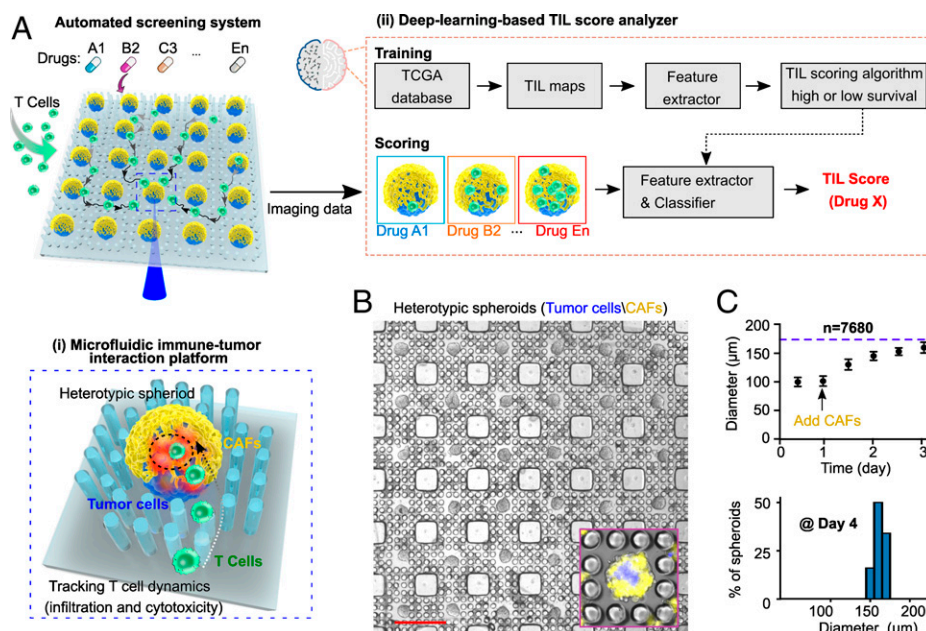 A
Automated screening system
Drugs:
A1
B2
C3
...
En
T Cells
Imaging data
(ii) Deep-learning-based TIL score analyzer
Training
TCGA
database
TIL maps
Feature
extractor
TIL scoring algorithm
high or low survival
Scoring
Drug A1
Drug B2
...
Drug En
Feature extractor
& Classifier
TIL Score
(Drug X)
(i) Microfluidic immune-tumor
interaction platform
Heterotypic spheriod
CAFs
Tumor cells
T Cells
Tracking T cell dynamics
(infiltration and cytotoxicity)
B
Heterotypic spheroids (Tumor cells\CAFs)
C
n=7680
Diameter (µm)
200
150
100
50
0
Add CAFs
0
1
2
3
Time (day)
@ Day 4
% of spheroids
50
25
0
100
150
200
Diameter (µm)